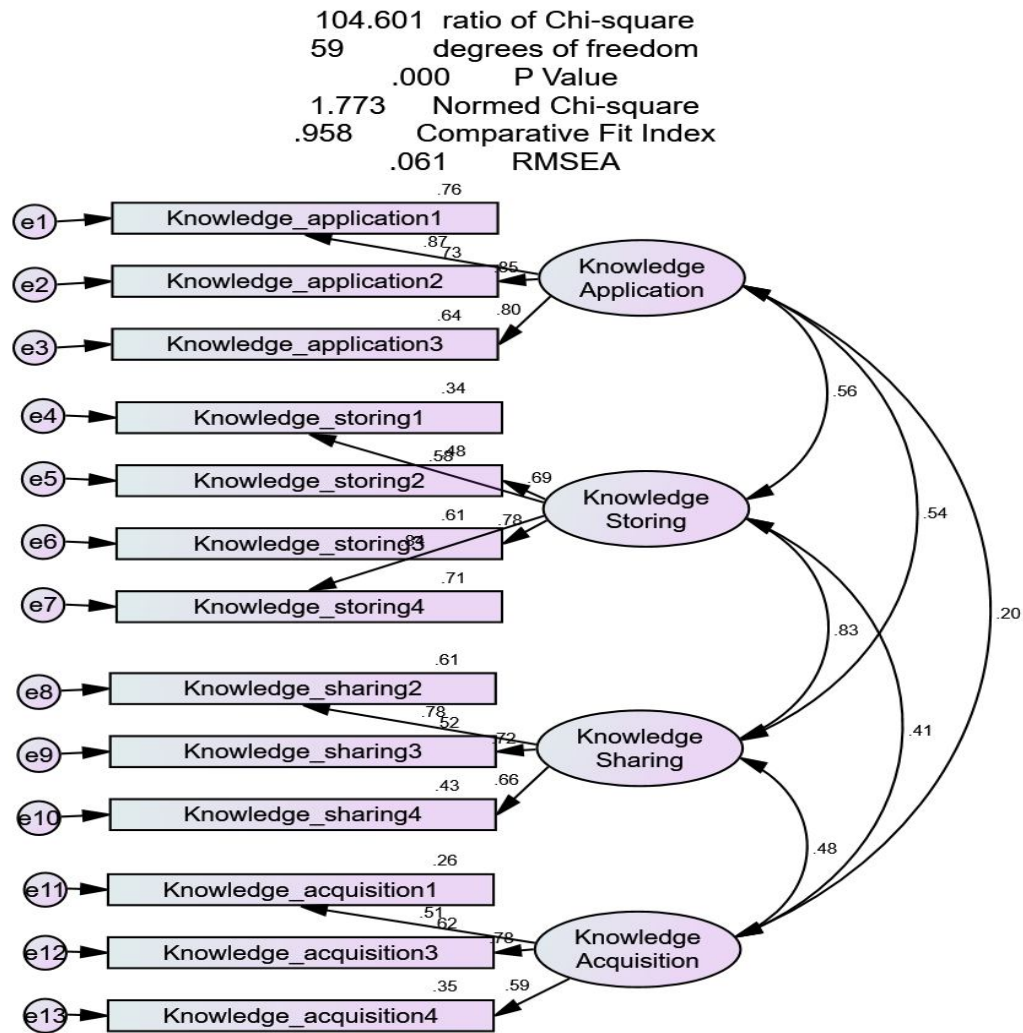 104.601 ratio of Chi-square
59 degrees of freedom
.000 P Value
1.773 Normed Chi-square
.958 Comparative Fit Index
.061 RMSEA
.76
e1 Knowledge_application1
.87
.73
e2 Knowledge_application2
.85
Knowledge
Application
.64
.80
e3 Knowledge_application3
.56
.34
e4 Knowledge_storing1
.58
.48
e5 Knowledge_storing2
.69
Knowledge
Storing
.54
.61
.78
e6 Knowledge_storing3
.84
.71
e7 Knowledge_storing4
.20
.83
.61
e8 Knowledge_sharing2
.78
.52
e9 Knowledge_sharing3
.72
Knowledge
Sharing
.41
.43
.66
e10 Knowledge_sharing4
.48
.26
e11 Knowledge_acquisition1
.51
.62
e12 Knowledge_acquisition3
.78
Knowledge
Acquisition
.35
.59
e13 Knowledge_acquisition4